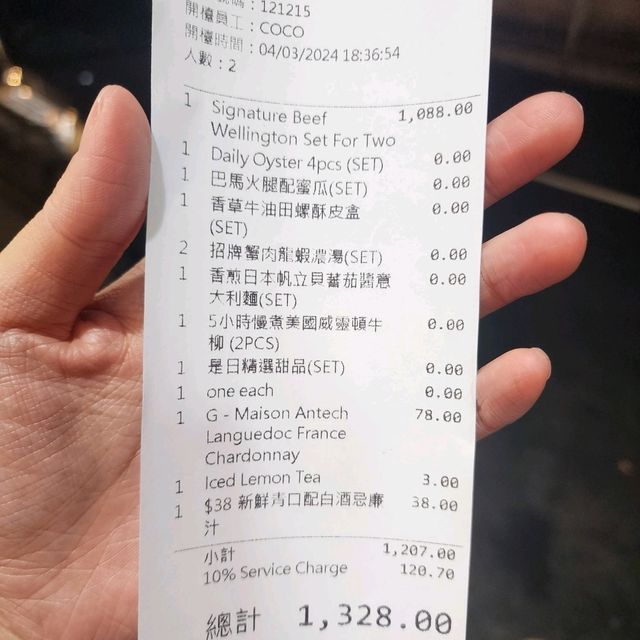 號碼：121215
開檯員工：COCO
開檯時間：04/03/2024 18:36:54
人數：2
1 Signature Beef 1,088.00
Wellington Set For Two
1 Daily Oyster 4pcs (SET) 0.00
1 巴馬火腿配蜜瓜(SET) 0.00
1 香草牛油田螺酥皮盒 0.00
(SET)
2 招牌蟹肉龍蝦濃湯(SET) 0.00
1 香煎日本帆立貝蕃茄醬意 0.00
大利麵(SET)
1 5小時慢煮美國威靈頓牛 0.00
柳 (2PCS)
1 是日精選甜品(SET) 0.00
1 one each 0.00
1 G - Maison Antech 78.00
Languedoc France
Chardonnay
1 Iced Lemon Tea 3.00
1 $38 新鮮青口配白酒忌廉 38.00
汁
小計 1,207.00
10% Service Charge 120.70
總計 1,328.00